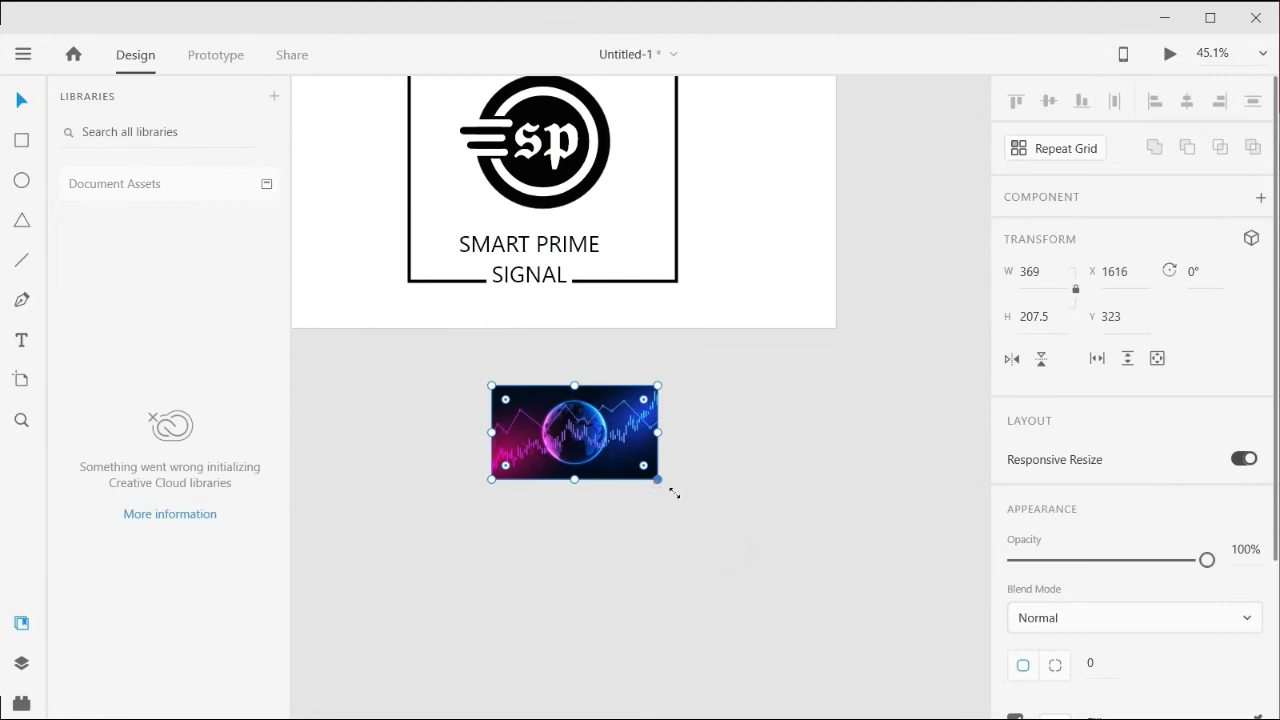 Design
Prototype
Share
Untitled-1 *
45.1%
LIBRARIES
Search all libraries
Document Assets
Something went wrong initializing
Creative Cloud libraries
More information
sp
SMART PRIME
SIGNAL
Repeat Grid
COMPONENT
TRANSFORM
W 369 X 1616 0°
H 207.5 Y 323
LAYOUT
Responsive Resize
APPEARANCE
Opacity
100%
Blend Mode
Normal
0